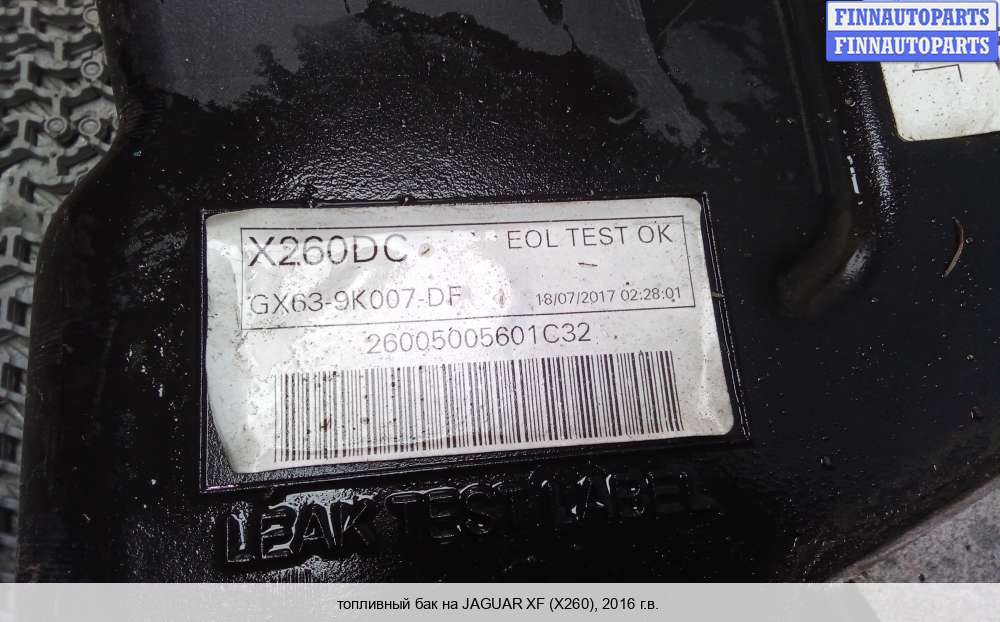 FINNAUTOPARTS
FINNAUTOPARTS
X260DC
EOL TEST OK
GX63-9K007-DF
18/07/2017 02:28:01
26005005601C32
LEAK TEST LABEL
топливный бак на JAGUAR XF (X260), 2016 г.в.